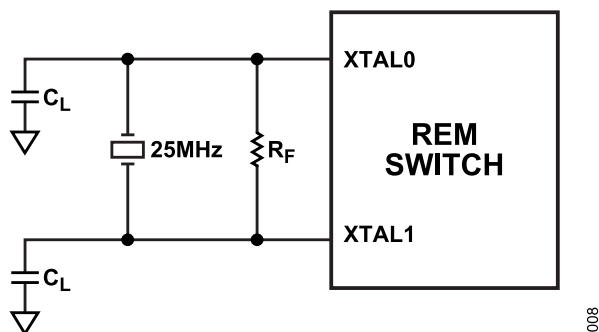 XTAL0
CL
25MHz
RF
REM
SWITCH
XTAL1
CL
008